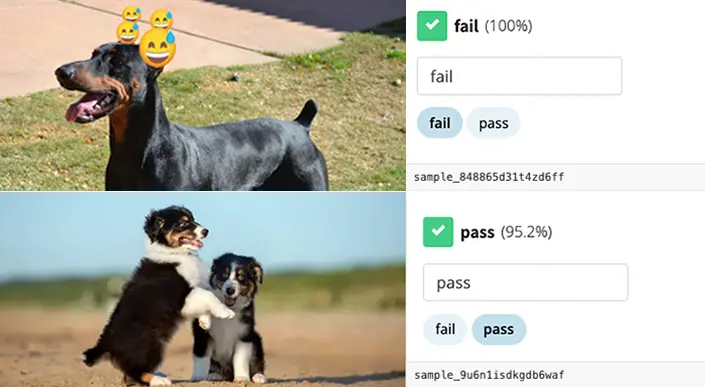 fail (100%)
fail
fail pass
sample_848865d31t4zd6ff
pass (95.2%)
pass
fail pass
sample_9u6n1isdkgdb6waf